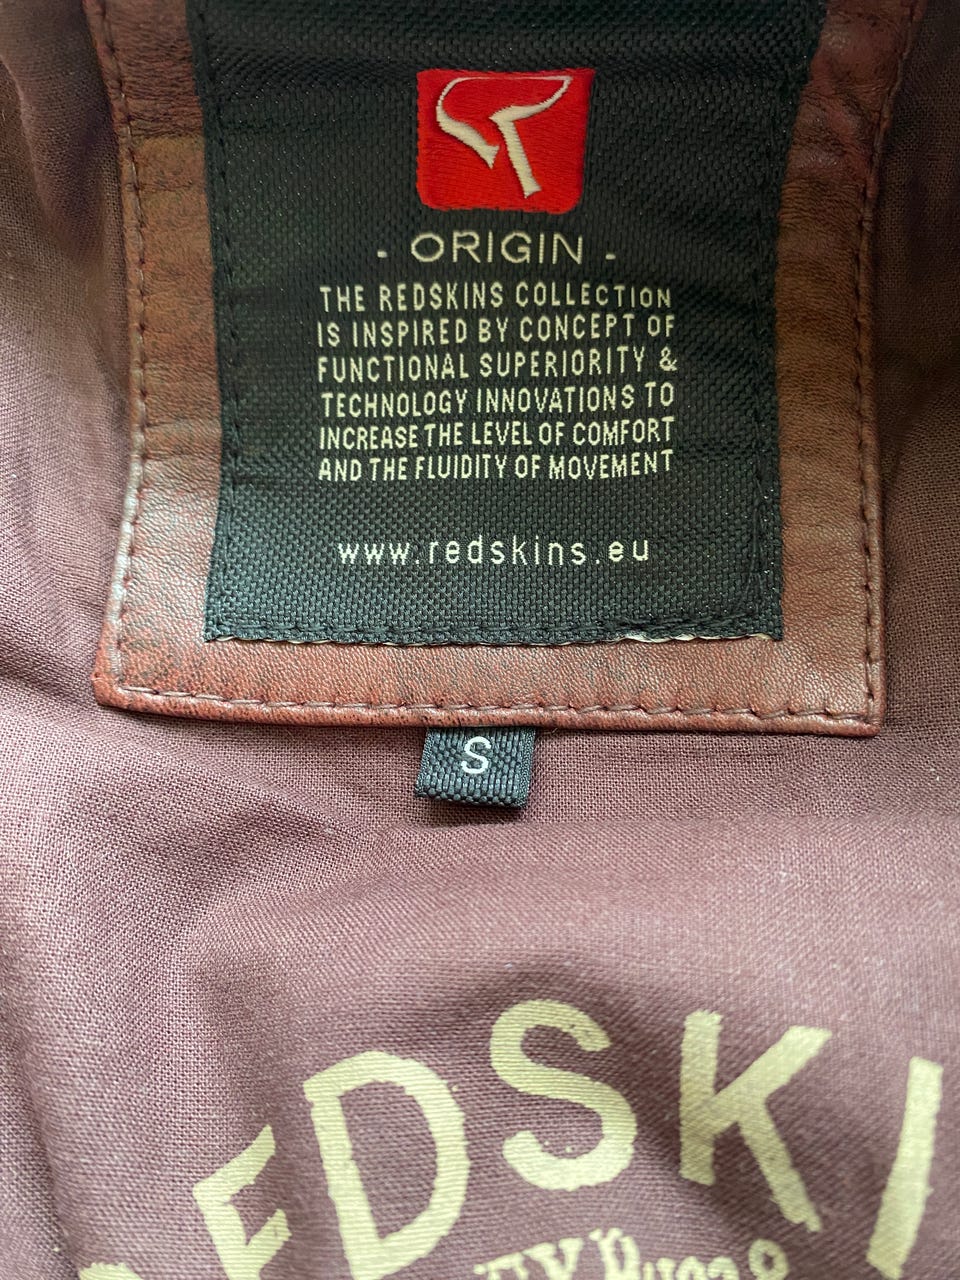 - ORIGIN -
THE REDSKINS COLLECTION
IS INSPIRED BY CONCEPT OF
FUNCTIONAL SUPERIORITY &
TECHNOLOGY INNOVATIONS TO
INCREASE THE LEVEL OF COMFORT
AND THE FLUIDITY OF MOVEMENT
www.redskins.eu
S
EDSKI